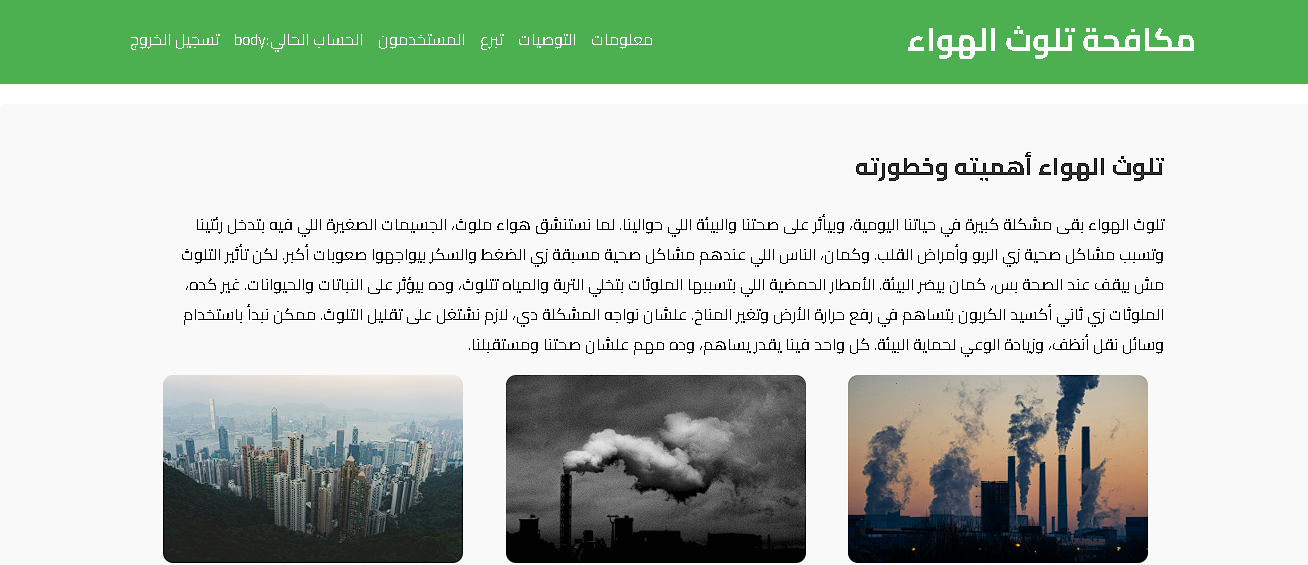 مكافحة تلوث الهواء
معلومات التوصيات تبرع المستخدمون الحساب الحالي:body تسجيل الخروج
تلوث الهواء أهميته وخطورته
تلوث الهواء بقى مشكلة كبيرة في حياتنا اليومية، وبيأثر على صحتنا والبيئة اللي حوالينا. لما نستنشق هواء ملوث، الجسيمات الصغيرة اللي فيه بتدخل رئتينا
وتسبب مشاكل صحية زي الربو وأمراض القلب. وكمان، الناس اللي عندهم مشاكل صحية مسبقة زي الضغط والسكر بيواجهوا صعوبات أكبر. لكن تأثير التلوث
مش بيقف عند الصحة بس، كمان بيضر البيئة. الأمطار الحمضية اللي بتسببها الملوثات بتخلي التربة والمياه تتلوث، وده بيؤثر على النباتات والحيوانات. غير كده،
الملوثات زي ثاني أكسيد الكربون بتساهم في رفع حرارة الأرض وتغير المناخ. علشان نواجه المشكلة دي، لازم نشتغل على تقليل التلوث. ممكن نبدأ باستخدام
وسائل نقل أنظف، وزيادة الوعي لحماية البيئة. كل واحد فينا يقدر يساهم، وده مهم علشان صحتنا ومستقبلنا.